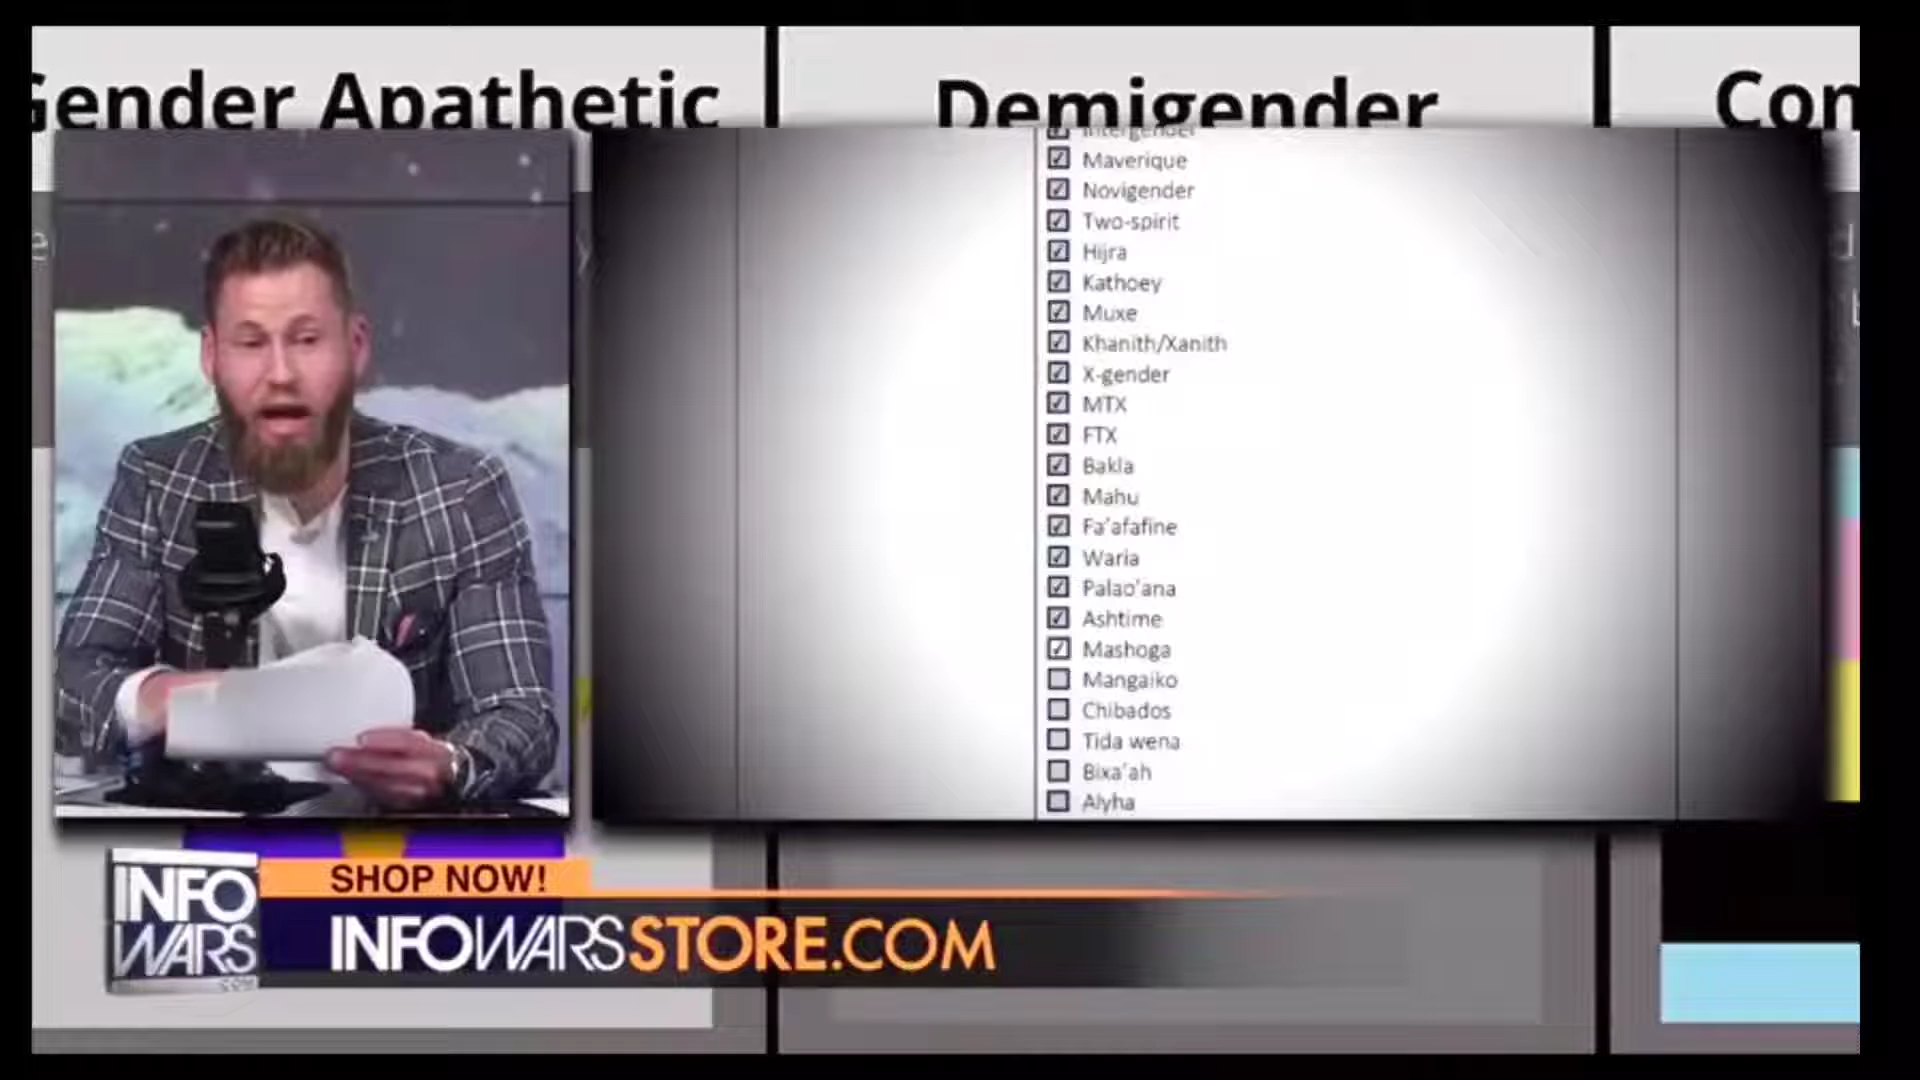 Gender Apathetic
Demigender
Con
Intergender
Maverique
Novigender
Two-spirit
Hijra
Kathoey
Muxe
Khanith/Xanith
X-gender
MTX
FTX
Bakla
Mahu
Fa'afafine
Waria
Palao'ana
Ashtime
Mashoga
Mangaiko
Chibados
Tida wena
Bixa'ah
Alyha
INFO
WARS
.com
SHOP NOW!
INFOWARSSTORE.COM